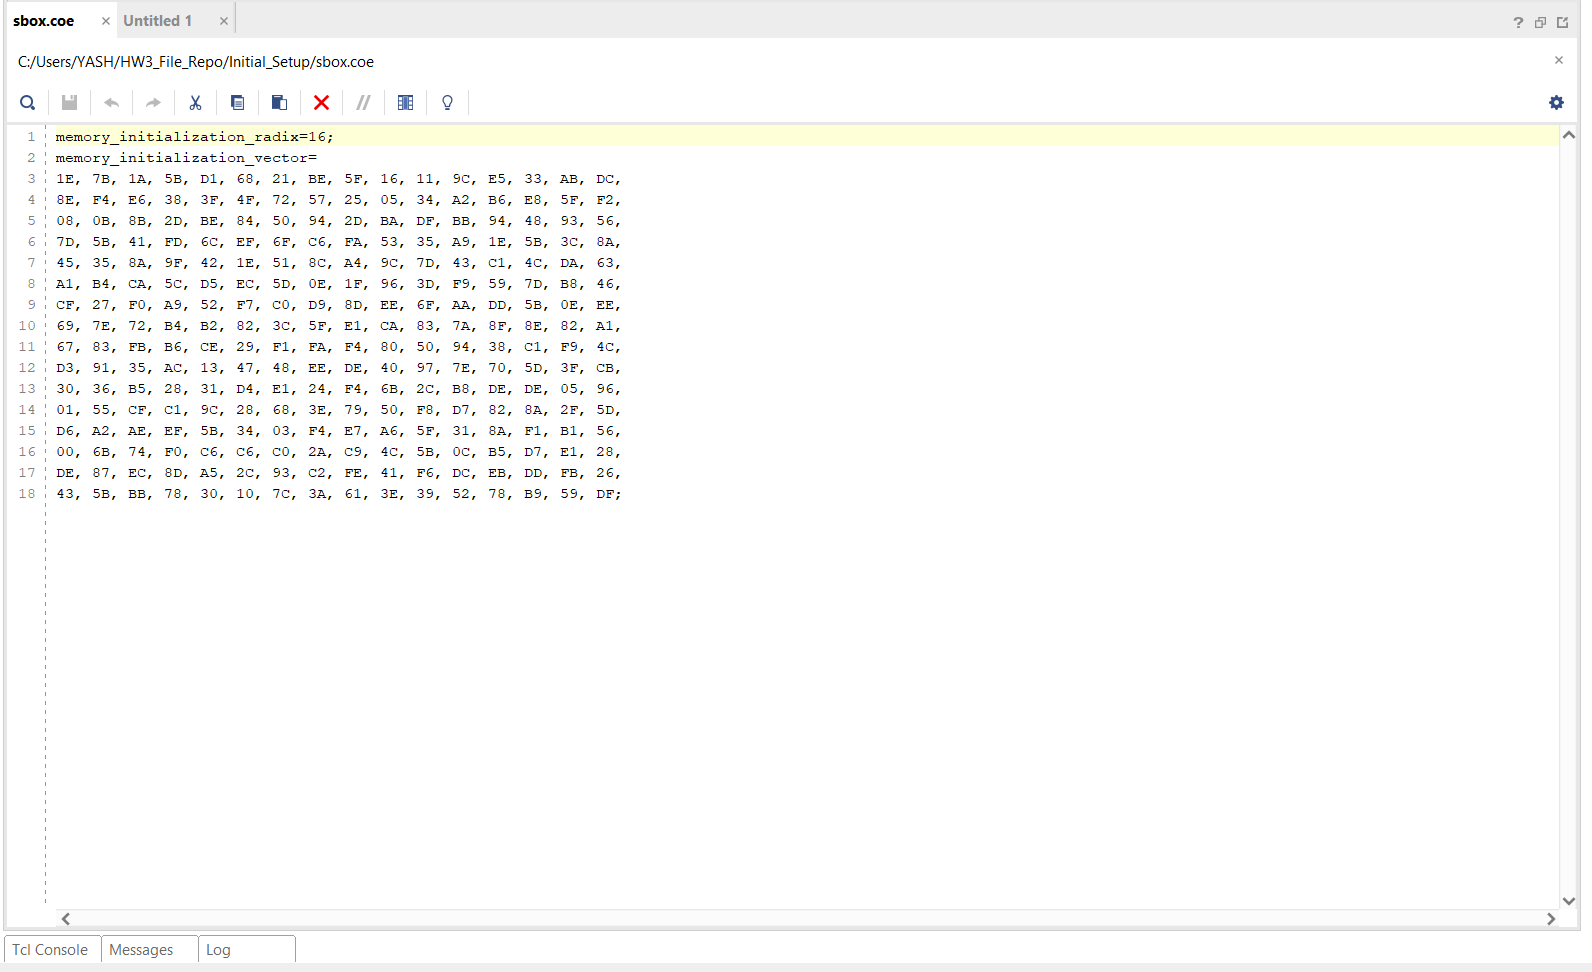 sbox.coe × Untitled 1 ×
?
C:/Users/YASH/HW3_File_Repo/Initial_Setup/sbox.coe ×
1 memory_initialization_radix=16;
2 memory_initialization_vector=
3 1E, 7B, 1A, 5B, D1, 68, 21, BE, 5F, 16, 11, 9C, E5, 33, AB, DC,
4 8E, F4, E6, 38, 3F, 4F, 72, 57, 25, 05, 34, A2, B6, E8, 5F, F2,
5 08, 0B, 8B, 2D, BE, 84, 50, 94, 2D, BA, DF, BB, 94, 48, 93, 56,
6 7D, 5B, 41, FD, 6C, EF, 6F, C6, FA, 53, 35, A9, 1E, 5B, 3C, 8A,
7 45, 35, 8A, 9F, 42, 1E, 51, 8C, A4, 9C, 7D, 43, C1, 4C, DA, 63,
8 A1, B4, CA, 5C, D5, EC, 5D, 0E, 1F, 96, 3D, F9, 59, 7D, B8, 46,
9 CF, 27, F0, A9, 52, F7, C0, D9, 8D, EE, 6F, AA, DD, 5B, 0E, EE,
10 69, 7E, 72, B4, B2, 82, 3C, 5F, E1, CA, 83, 7A, 8F, 8E, 82, A1,
11 67, 83, FB, B6, CE, 29, F1, FA, F4, 80, 50, 94, 38, C1, F9, 4C,
12 D3, 91, 35, AC, 13, 47, 48, EE, DE, 40, 97, 7E, 70, 5D, 3F, CB,
13 30, 36, B5, 28, 31, D4, E1, 24, F4, 6B, 2C, B8, DE, DE, 05, 96,
14 01, 55, CF, C1, 9C, 28, 68, 3E, 79, 50, F8, D7, 82, 8A, 2F, 5D,
15 D6, A2, AE, EF, 5B, 34, 03, F4, E7, A6, 5F, 31, 8A, F1, B1, 56,
16 00, 6B, 74, F0, C6, C6, C0, 2A, C9, 4C, 5B, 0C, B5, D7, E1, 28,
17 DE, 87, EC, 8D, A5, 2C, 93, C2, FE, 41, F6, DC, EB, DD, FB, 26,
18 43, 5B, BB, 78, 30, 10, 7C, 3A, 61, 3E, 39, 52, 78, B9, 59, DF;
Tcl Console Messages Log